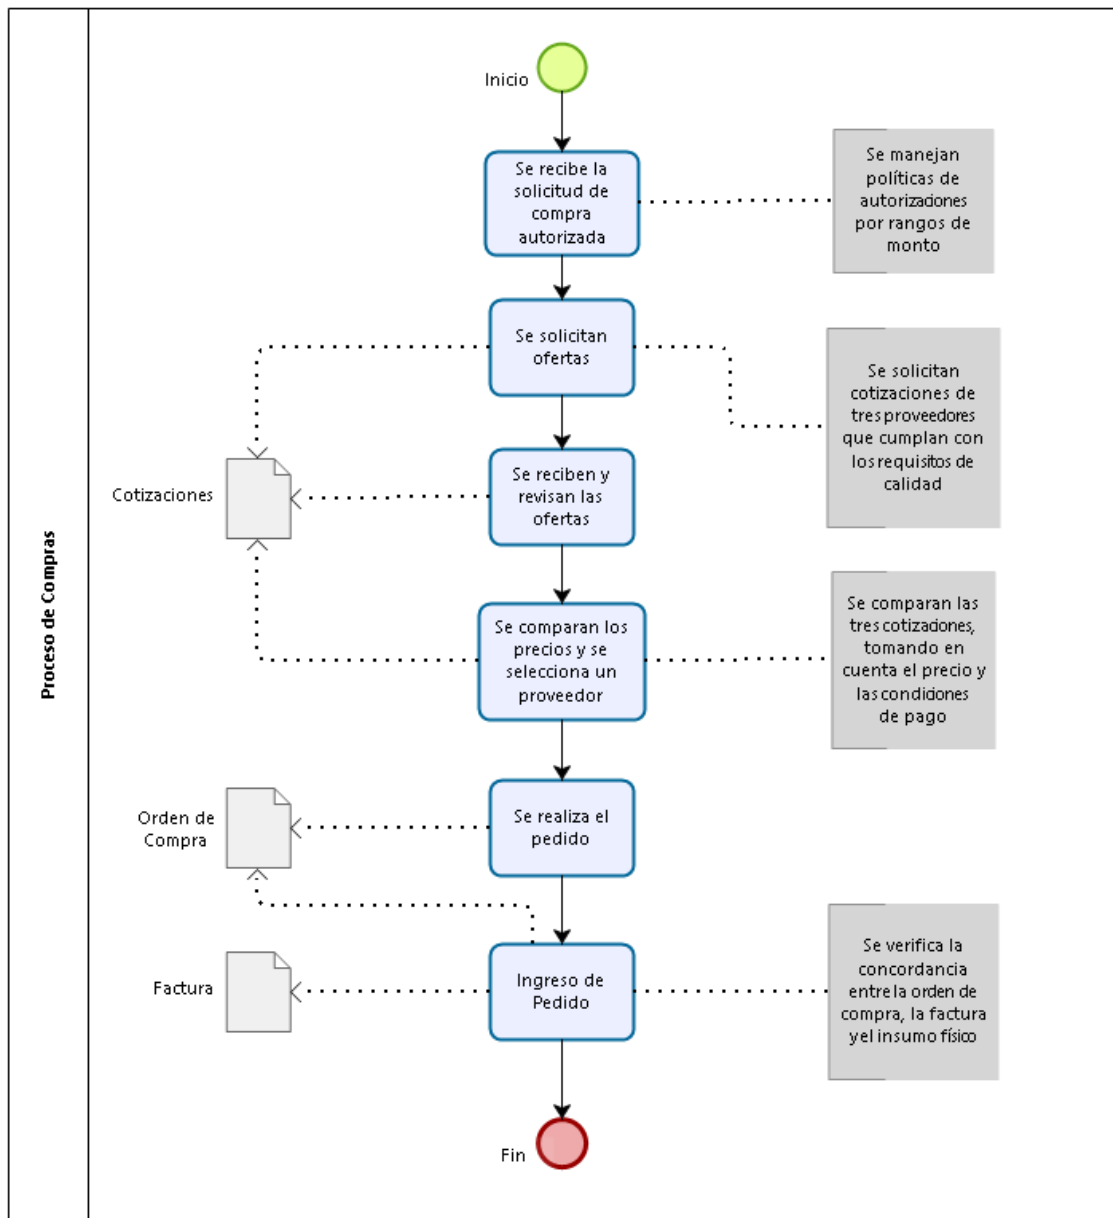 Proceso de Compras
Inicio
Se recibe la
solicitud de
compra
autorizada
Se manejan
políticas de
autorizaciones
por rangos de
monto
Se solicitan
ofertas
Se solicitan
cotizaciones de
tres proveedores
que cumplan con
los requisitos de
calidad
Cotizaciones
Se reciben y
revisan las
ofertas
Se comparan los
precios y se
selecciona un
proveedor
Se comparan las
tres cotizaciones,
tomando en
cuenta el precio y
las condiciones
de pago
Orden de
Compra
Se realiza el
pedido
Factura
Ingreso de
Pedido
Se verifica la
concordancia
entre la orden de
compra, la factura
y el insumo físico
Fin